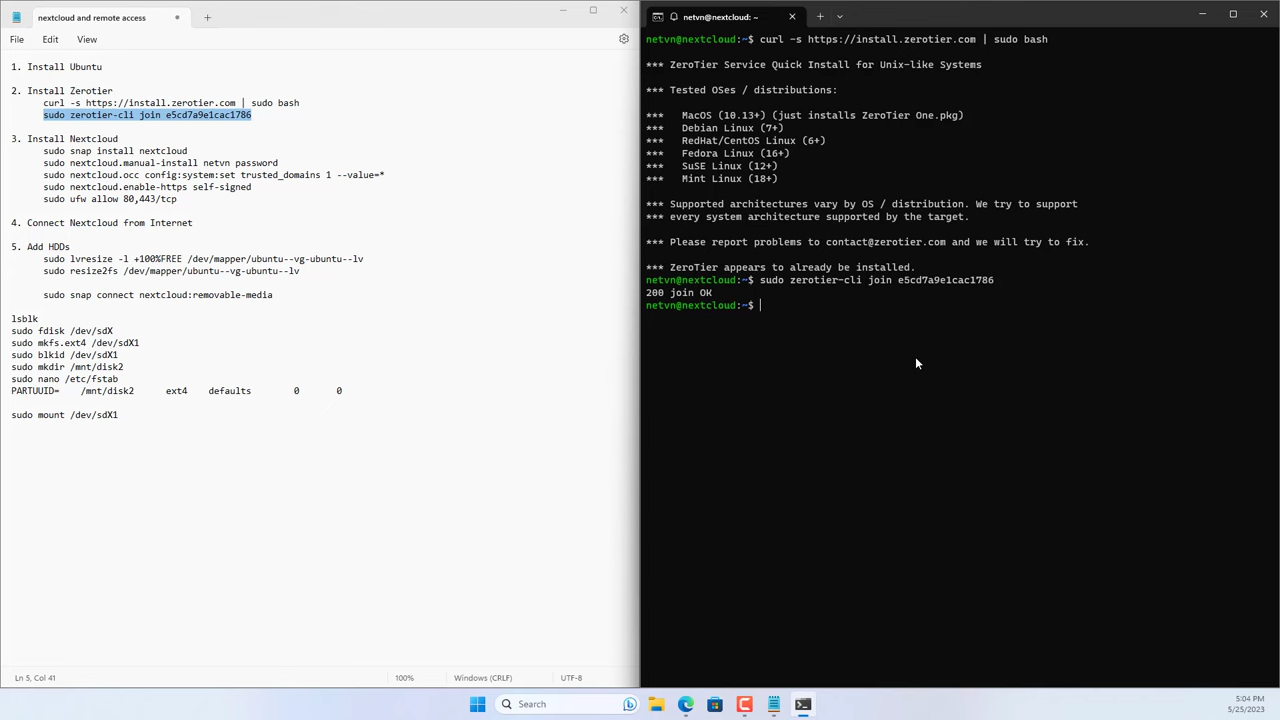 nextcloud and remote access
File Edit View
1. Install Ubuntu
2. Install Zerotier
curl -s https://install.zerotier.com | sudo bash
sudo zerotier-cli join e5cd7a9e1cac1786
3. Install Nextcloud
sudo snap install nextcloud
sudo nextcloud.manual-install netvn password
sudo nextcloud.occ config:system:set trusted_domains 1 --value=*
sudo nextcloud.enable-https self-signed
sudo ufw allow 80,443/tcp
4. Connect Nextcloud from Internet
5. Add HDDs
sudo lvresize -l +100%FREE /dev/mapper/ubuntu--vg-ubuntu--lv
sudo resize2fs /dev/mapper/ubuntu--vg-ubuntu--lv
sudo snap connect nextcloud:removable-media
lsblk
sudo fdisk /dev/sdX
sudo mkfs.ext4 /dev/sdX1
sudo blkid /dev/sdX1
sudo mkdir /mnt/disk2
sudo nano /etc/fstab
PARTUUID= /mnt/disk2 ext4 defaults 0 0
sudo mount /dev/sdX1
Ln 5, Col 41 100% Windows (CRLF) UTF-8
netvn@nextcloud: ~
netvn@nextcloud:~$ curl -s https://install.zerotier.com | sudo bash
*** ZeroTier Service Quick Install for Unix-like Systems
*** Tested OSes / distributions:
*** MacOS (10.13+) (just installs ZeroTier One.pkg)
*** Debian Linux (7+)
*** RedHat/CentOS Linux (6+)
*** Fedora Linux (16+)
*** SuSE Linux (12+)
*** Mint Linux (18+)
*** Supported architectures vary by OS / distribution. We try to support
*** every system architecture supported by the target.
*** Please report problems to contact@zerotier.com and we will try to fix.
*** ZeroTier appears to already be installed.
netvn@nextcloud:~$ sudo zerotier-cli join e5cd7a9e1cac1786
200 join OK
netvn@nextcloud:~$
Search
5:04 PM
5/25/2023